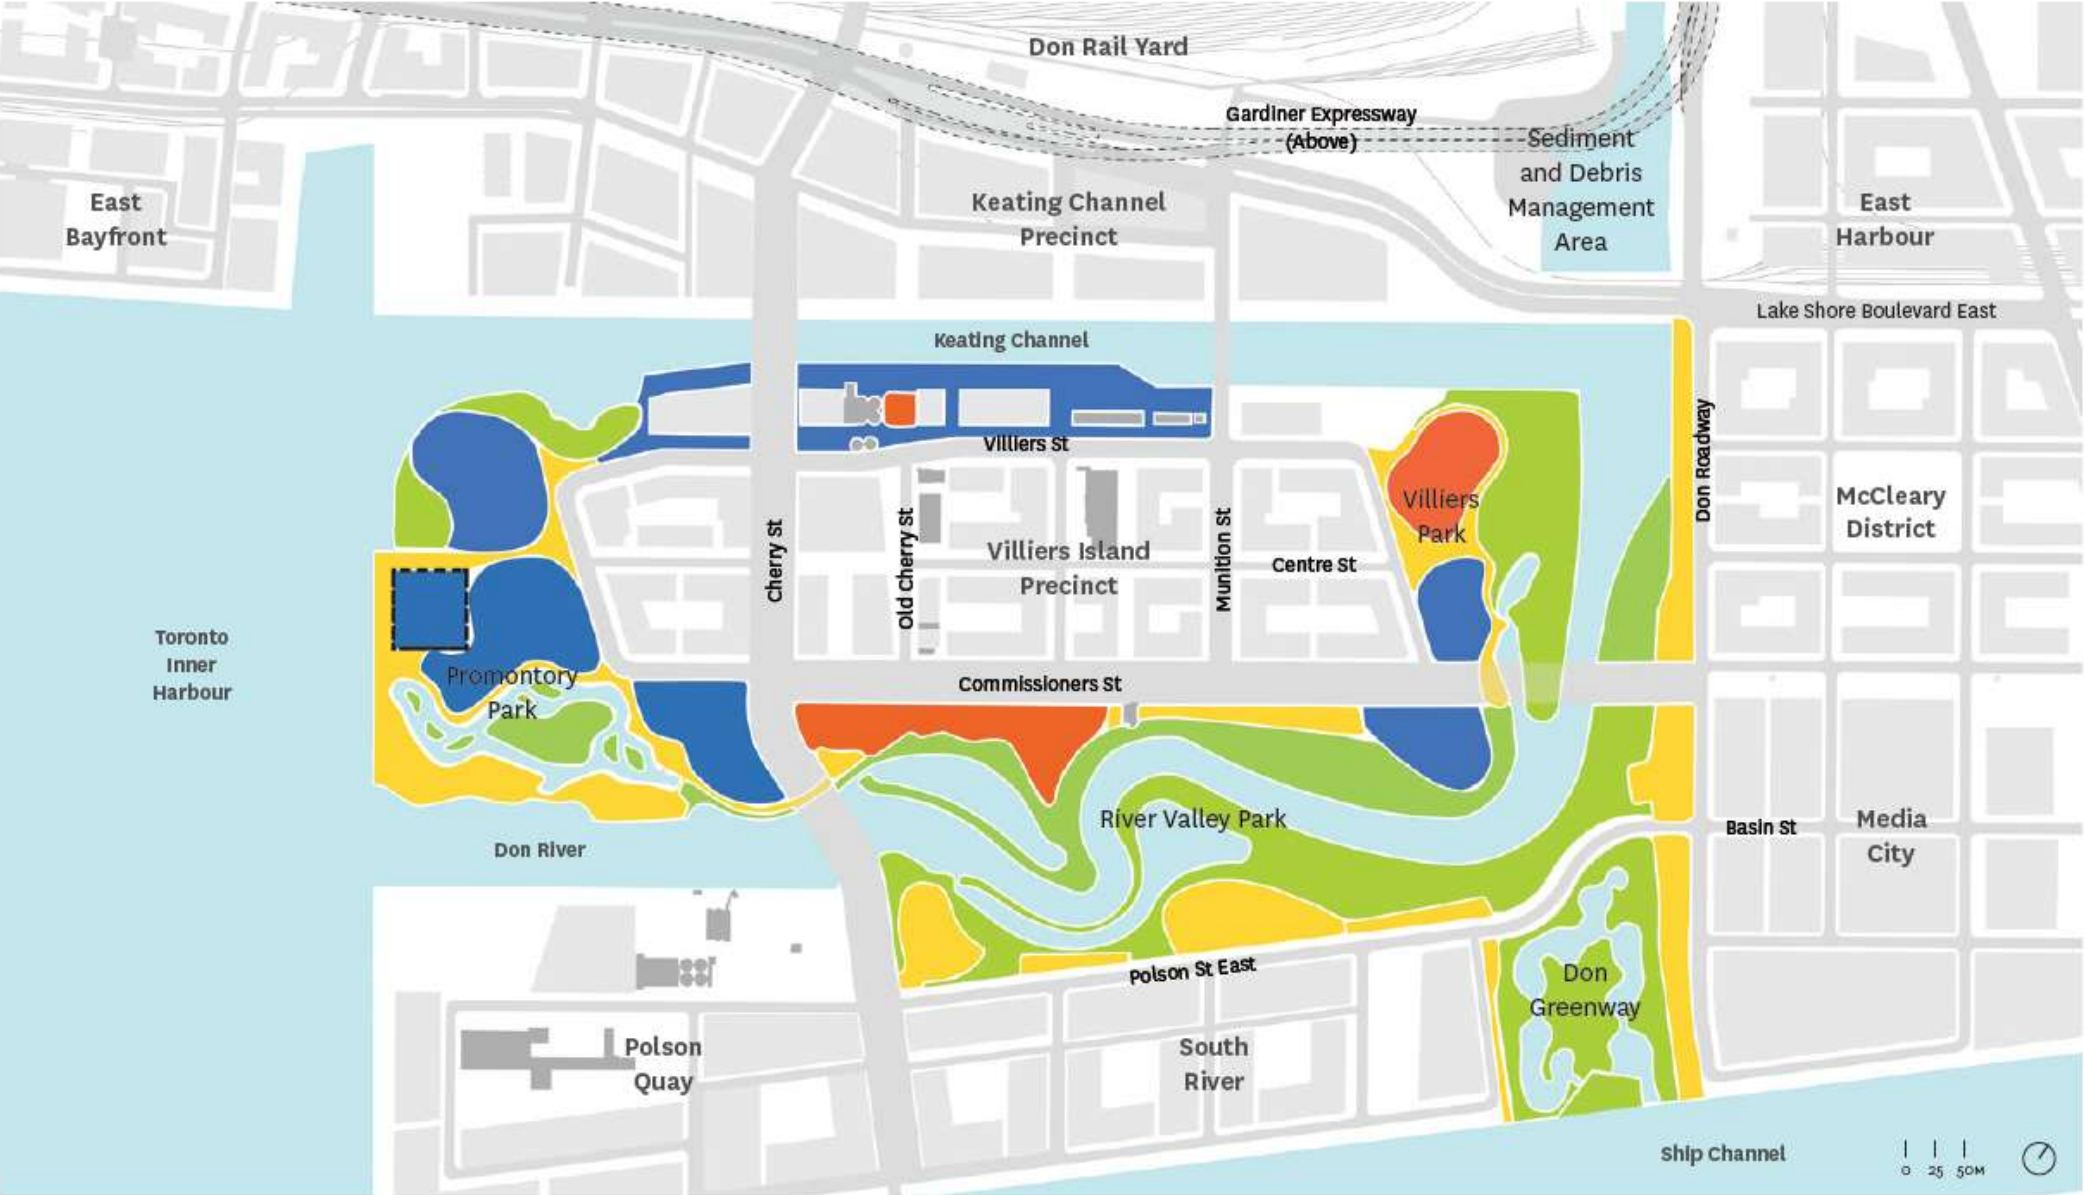 Don Rail Yard
Gardiner Expressway
(Above)
Sediment
and Debris
Management
Area
East
Bayfront
Keating Channel
Precinct
East
Harbour
Lake Shore Boulevard East
Keating Channel
Villiers St
Don Roadway
Villiers
Park
McCleary
District
Cherry St
Old Cherry St
Villiers Island
Precinct
Munition St
Centre St
Toronto
Inner
Harbour
Promontory
Park
Commissioners St
River Valley Park
Basin St
Media
City
Don River
Polson St East
Don
Greenway
Polson
Quay
South
River
Ship Channel
0 25 50M